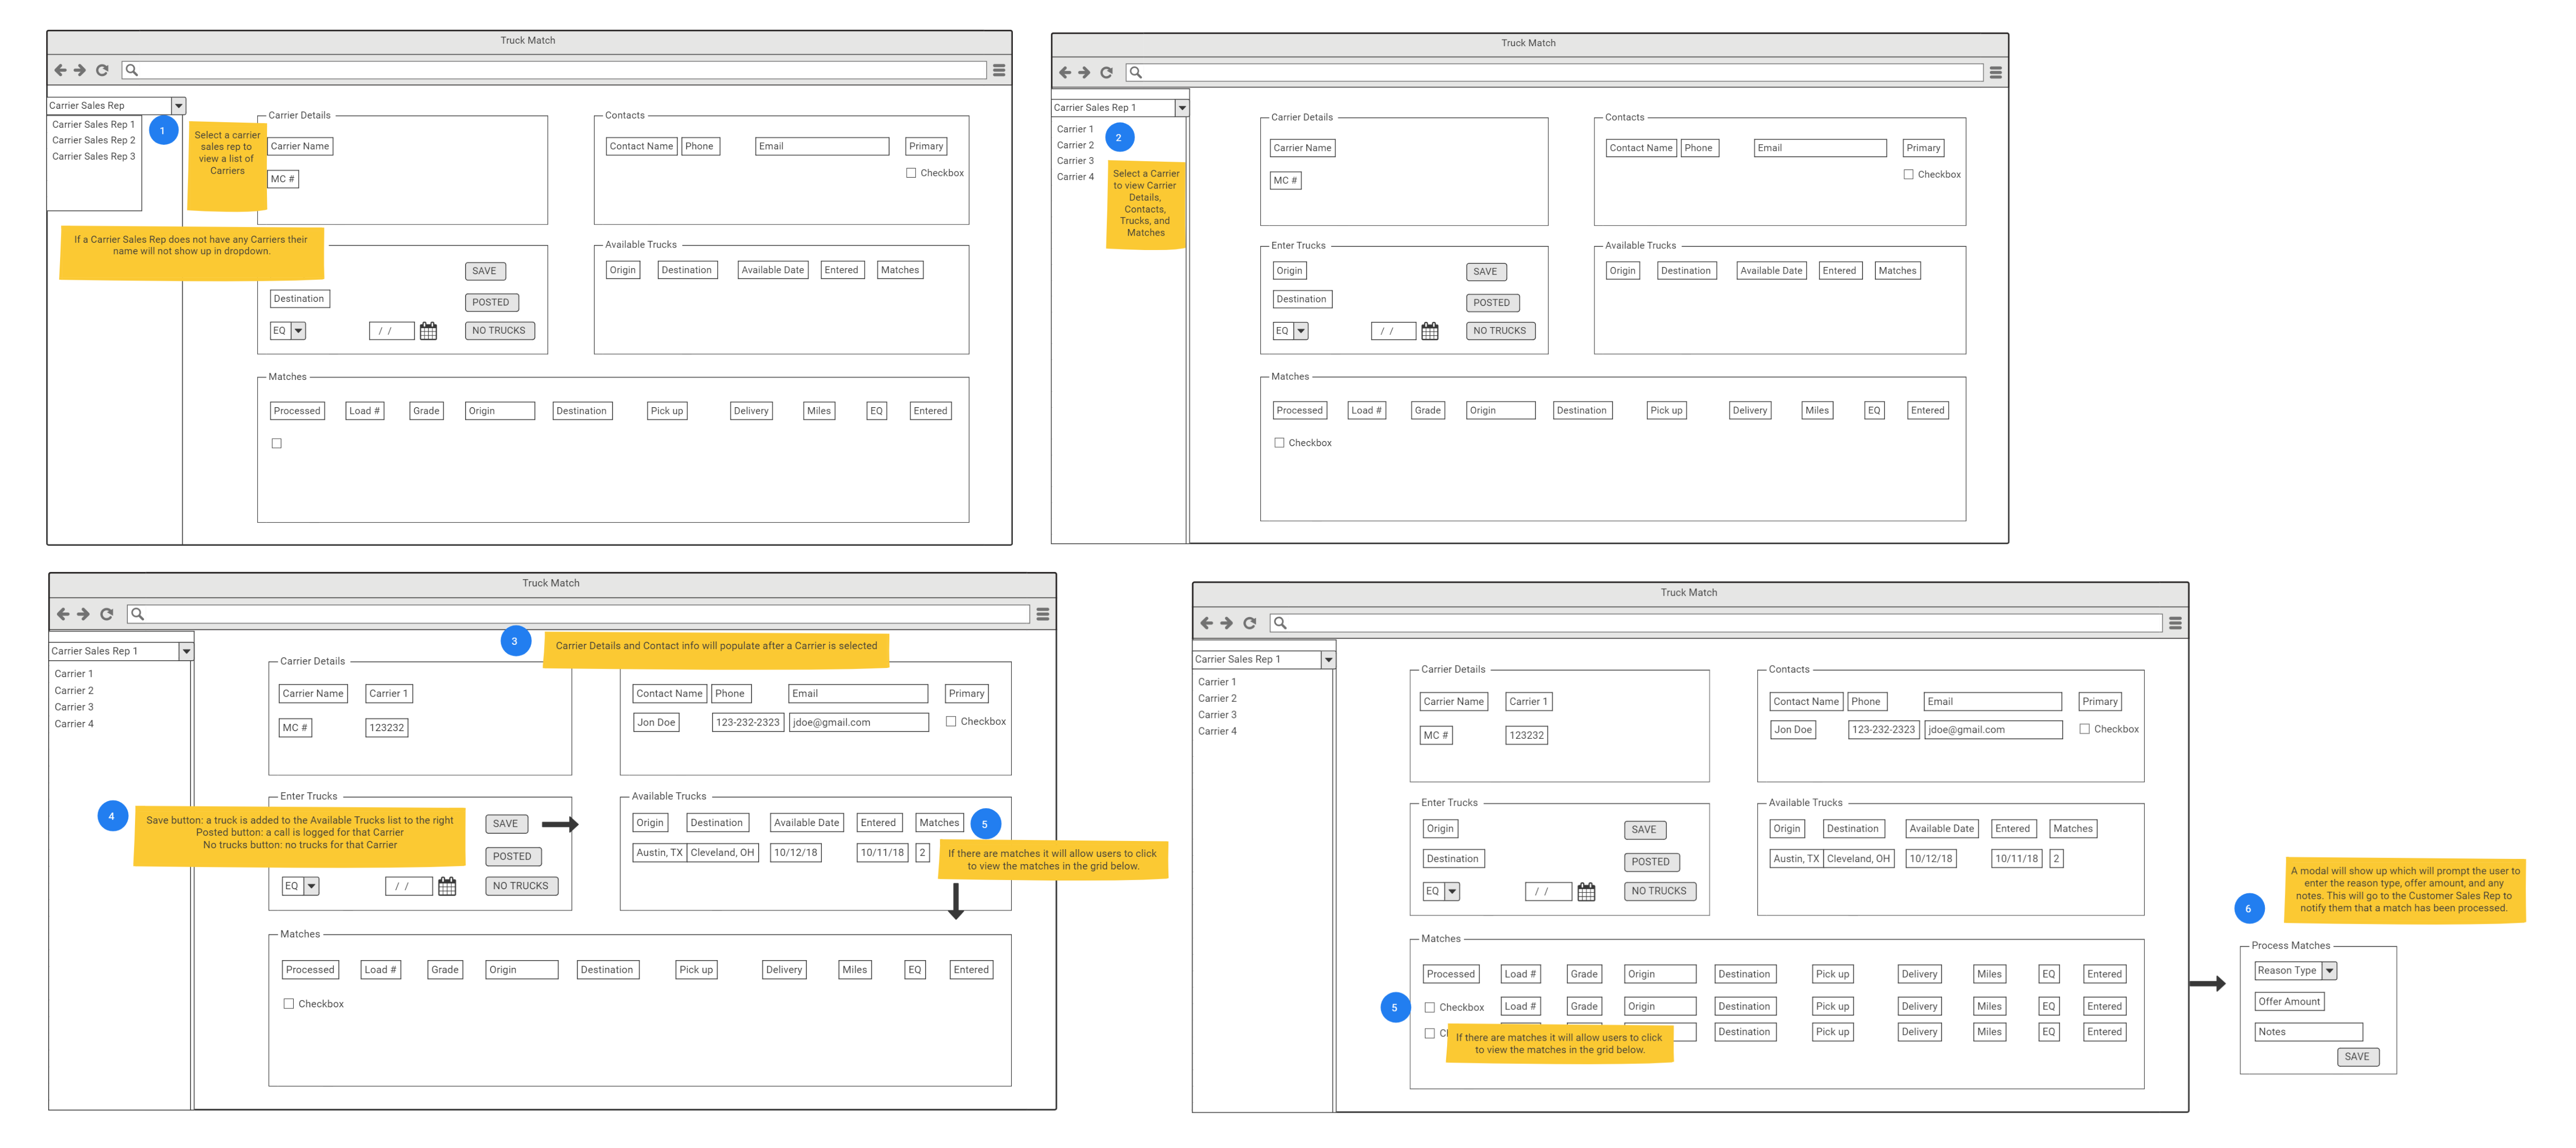 Truck Match
Carrier Sales Rep
Carrier Sales Rep 1
Carrier Sales Rep 2
Carrier Sales Rep 3
1
Select a carrier
sales rep to
view a list of
Carriers
If a Carrier Sales Rep does not have any Carriers their
name will not show up in dropdown.
Carrier Details
Carrier Name
MC #
Contacts
Contact Name Phone Email Primary
Checkbox
SAVE
Destination
POSTED
EQ / / NO TRUCKS
Available Trucks
Origin Destination Available Date Entered Matches
Matches
Processed Load # Grade Origin Destination Pick up Delivery Miles EQ Entered
Truck Match
Carrier Sales Rep 1
Carrier 1
Carrier 2
Carrier 3
Carrier 4
2
Select a Carrier
to view Carrier
Details,
Contacts,
Trucks, and
Matches
Carrier Details
Carrier Name
MC #
Contacts
Contact Name Phone Email Primary
Checkbox
Enter Trucks
Origin SAVE
Destination POSTED
EQ / / NO TRUCKS
Available Trucks
Origin Destination Available Date Entered Matches
Matches
Processed Load # Grade Origin Destination Pick up Delivery Miles EQ Entered
Checkbox
Truck Match
Carrier Sales Rep 1
Carrier 1
Carrier 2
Carrier 3
Carrier 4
3
Carrier Details and Contact info will populate after a Carrier is selected
Carrier Details
Carrier Name Carrier 1
MC # 123232
Contact Name Phone Email Primary
Jon Doe 123-232-2323 jdoe@gmail.com Checkbox
Enter Trucks
4
Save button: a truck is added to the Available Trucks list to the right
Posted button: a call is logged for that Carrier
No trucks button: no trucks for that Carrier
SAVE
POSTED
EQ / / NO TRUCKS
Available Trucks
Origin Destination Available Date Entered Matches
5
Austin, TX Cleveland, OH 10/12/18 10/11/18 2
If there are matches it will allow users to click
to view the matches in the grid below.
Matches
Processed Load # Grade Origin Destination Pick up Delivery Miles EQ Entered
Checkbox
Truck Match
Carrier Sales Rep 1
Carrier 1
Carrier 2
Carrier 3
Carrier 4
Carrier Details
Carrier Name Carrier 1
MC # 123232
Contacts
Contact Name Phone Email Primary
Jon Doe 123-232-2323 jdoe@gmail.com Checkbox
Enter Trucks
Origin SAVE
Destination POSTED
EQ / / NO TRUCKS
Available Trucks
Origin Destination Available Date Entered Matches
Austin, TX Cleveland, OH 10/12/18 10/11/18 2
Matches
Processed Load # Grade Origin Destination Pick up Delivery Miles EQ Entered
5
Checkbox Load # Grade Origin Destination Pick up Delivery Miles EQ Entered
Destination Pick up Delivery Miles EQ Entered
If there are matches it will allow users to click
to view the matches in the grid below.
6
A modal will show up which will prompt the user to
enter the reason type, offer amount, and any
notes. This will go to the Customer Sales Rep to
notify them that a match has been processed.
Process Matches
Reason Type
Offer Amount
Notes
SAVE